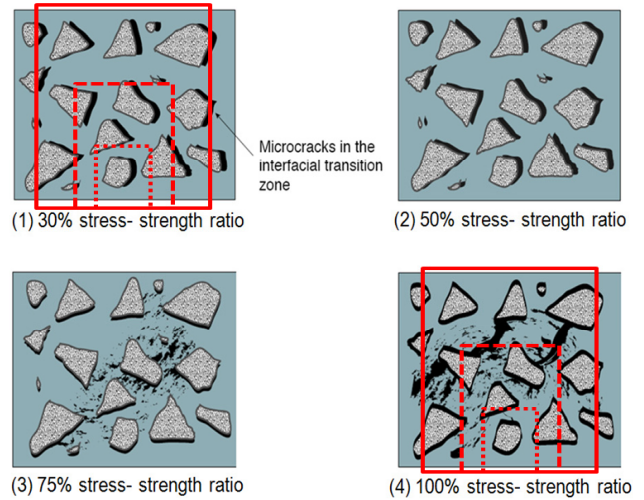 Microcracks in the
interfacial transition
zone
(1) 30% stress- strength ratio
(2) 50% stress- strength ratio
(3) 75% stress- strength ratio
(4) 100% stress- strength ratio